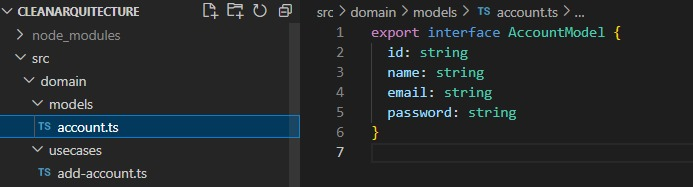 CLEANARQUITECTURE
node_modules
src
domain
models
TS account.ts
usecases
TS add-account.ts
src > domain > models > TS account.ts > ...
1 export interface AccountModel {
2 id: string
3 name: string
4 email: string
5 password: string
6 }
7